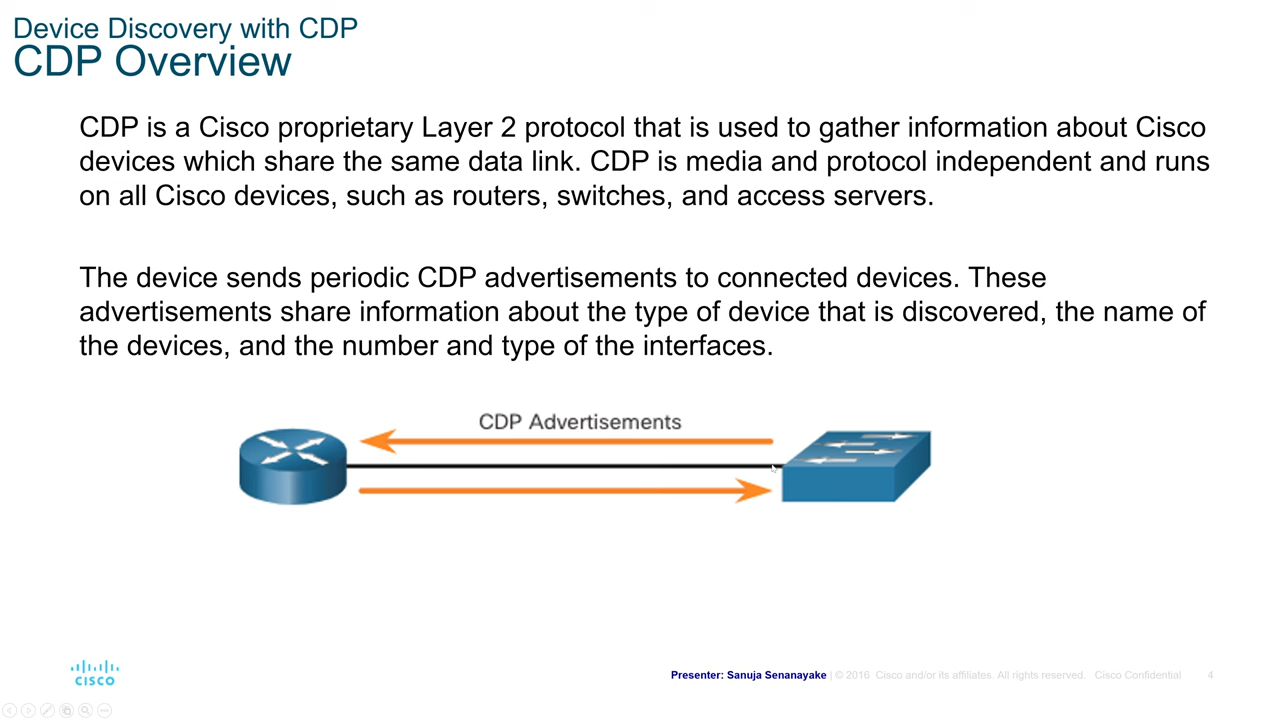 Device Discovery with CDP
CDP Overview
CDP is a Cisco proprietary Layer 2 protocol that is used to gather information about Cisco
devices which share the same data link. CDP is media and protocol independent and runs
on all Cisco devices, such as routers, switches, and access servers.
The device sends periodic CDP advertisements to connected devices. These
advertisements share information about the type of device that is discovered, the name of
the devices, and the number and type of the interfaces.
CDP Advertisements
CISCO
Presenter: Sanuja Senanayake | © 2016 Cisco and/or its affiliates. All rights reserved. Cisco Confidential 4